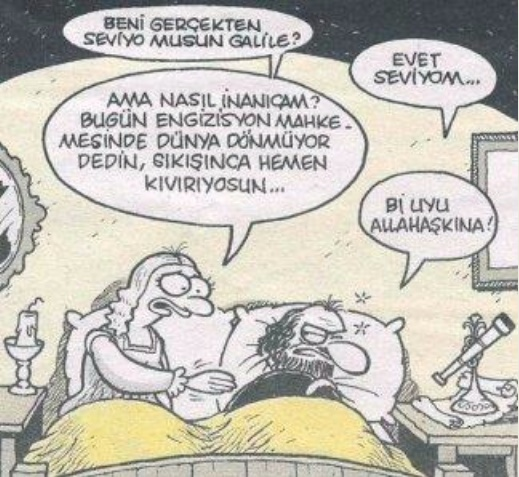 BENİ GERÇEKTEN
SEVİYO MUSUN GALİLE?
EVET
SEVİYOM...
AMA NASIL İNANIÇAM?
BUGÜN ENGİZİSYON MAHKE-
MESİNDE DÜNYA DÖNMÜYOR
DEDİN, SIKIŞINCA HEMEN
KIVIRIYOSUN...
Bİ UYU
ALLAHAŞKINA!